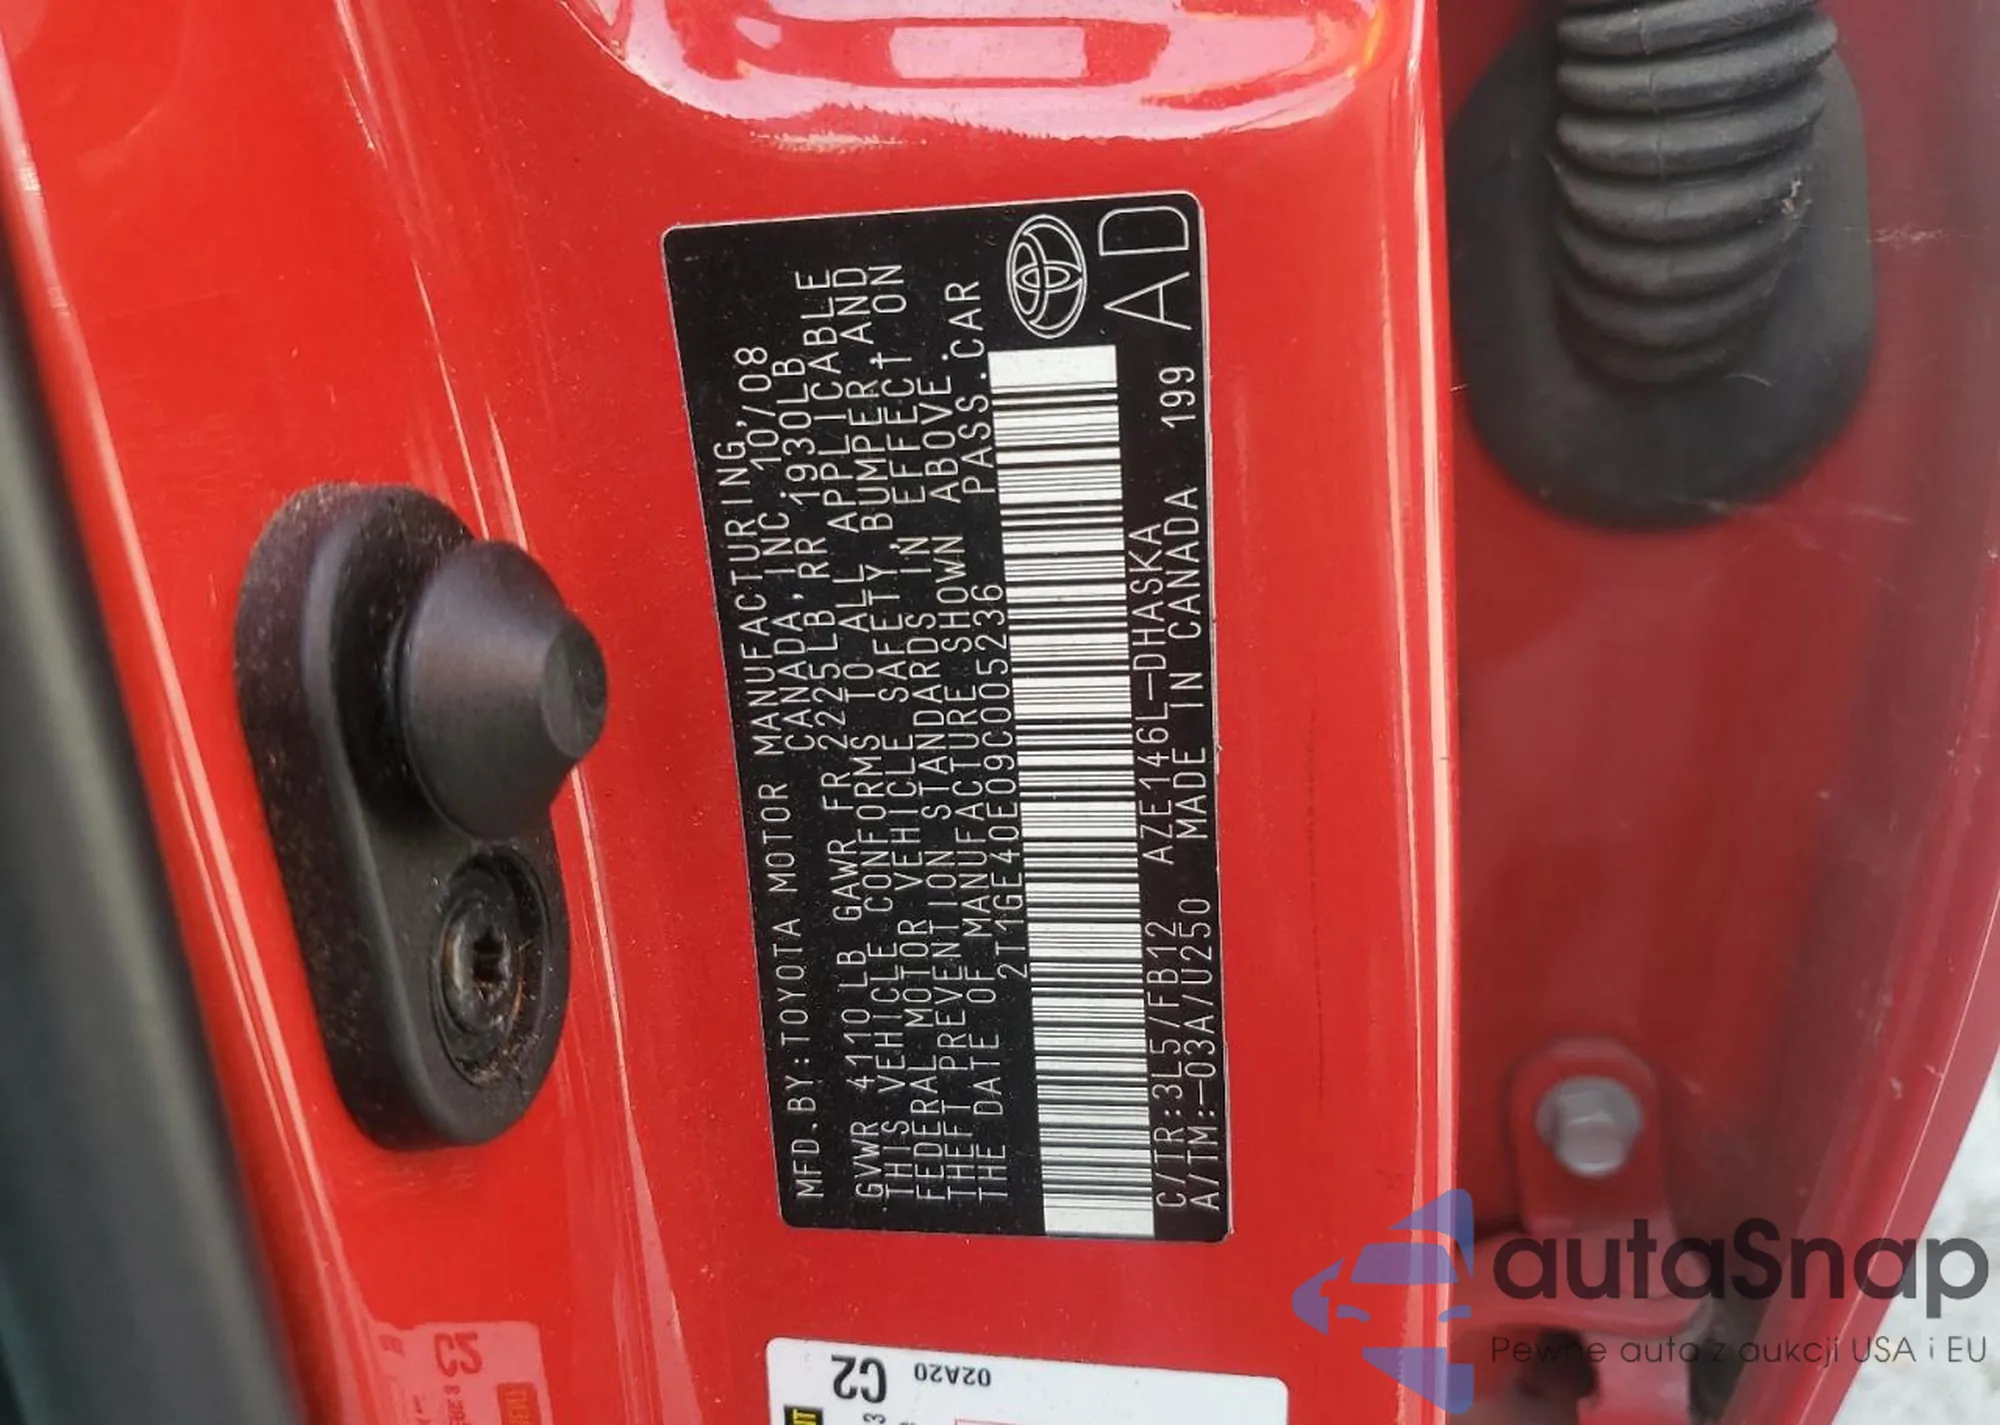 MFD.BY:TOYOTA MOTOR MANUFACTURING,
CANADA, INC. 10/08
GVWR 4110LB GAWR FR 2225LB, RR 1930LB
THIS VEHICLE CONFORMS TO ALL APPLICABLE
FEDERAL MOTOR VEHICLE SAFETY, BUMPER, AND
THEFT PREVENTION STANDARDS IN EFFECT ON
THE DATE OF MANUFACTURE SHOWN ABOVE.
2T1GE40E09C005236 PASS.CAR
C/TR:3L5/FB12 AZE146L-DHASKA
A/TM:-03A/U250 MADE IN CANADA 199
AD
C2
02A20
C2
autaSnap
Pewne auta z aukcji USA i EU